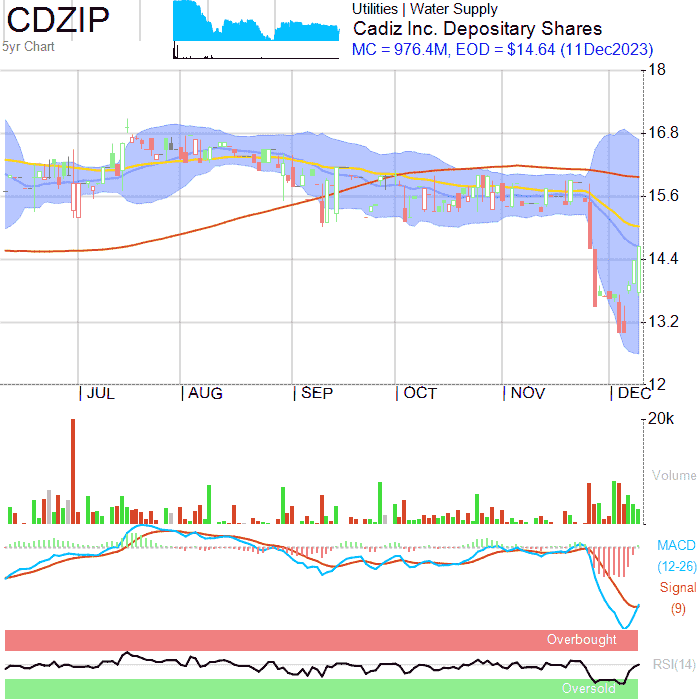 CDZIP
5yr Chart
Utilities | Water Supply
Cadiz Inc. Depositary Shares
MC = 976.4M, EOD = $14.64 (11Dec2023)
18
16.8
15.6
14.4
13.2
12
JUL
AUG
SEP
OCT
NOV
DEC
20k
Volume
MACD
(12-26)
Signal
(9)
Overbought
RSI(14)
Oversold